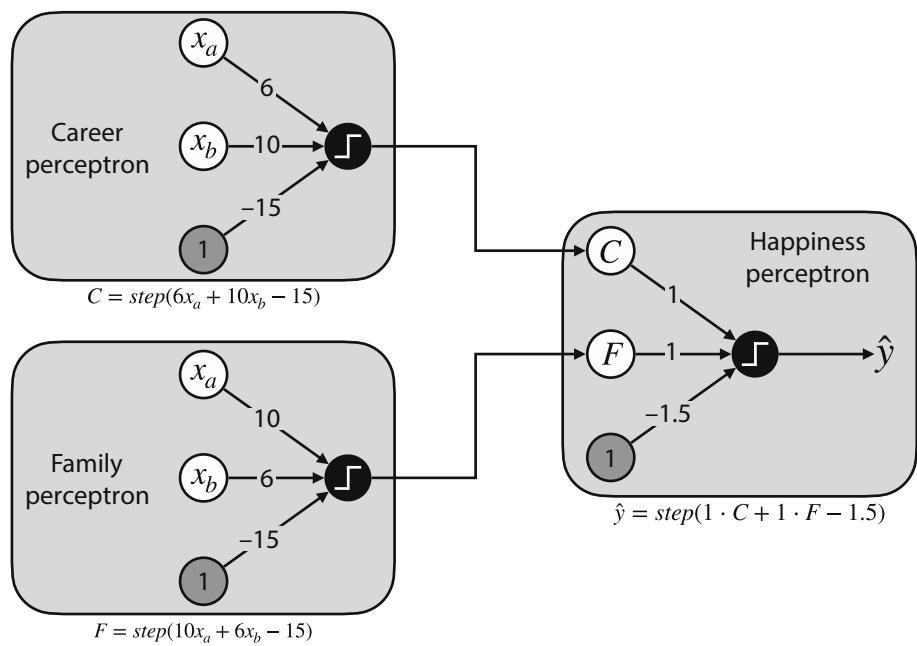 x_a
6
Career
perceptron
x_b
10
–15
1
C = step(6x_a + 10x_b − 15)
x_a
10
Family
perceptron
x_b
6
–15
1
F = step(10x_a + 6x_b − 15)
Happiness
perceptron
C
1
F
1
ŷ
–1.5
1
ŷ = step(1 · C + 1 · F − 1.5)